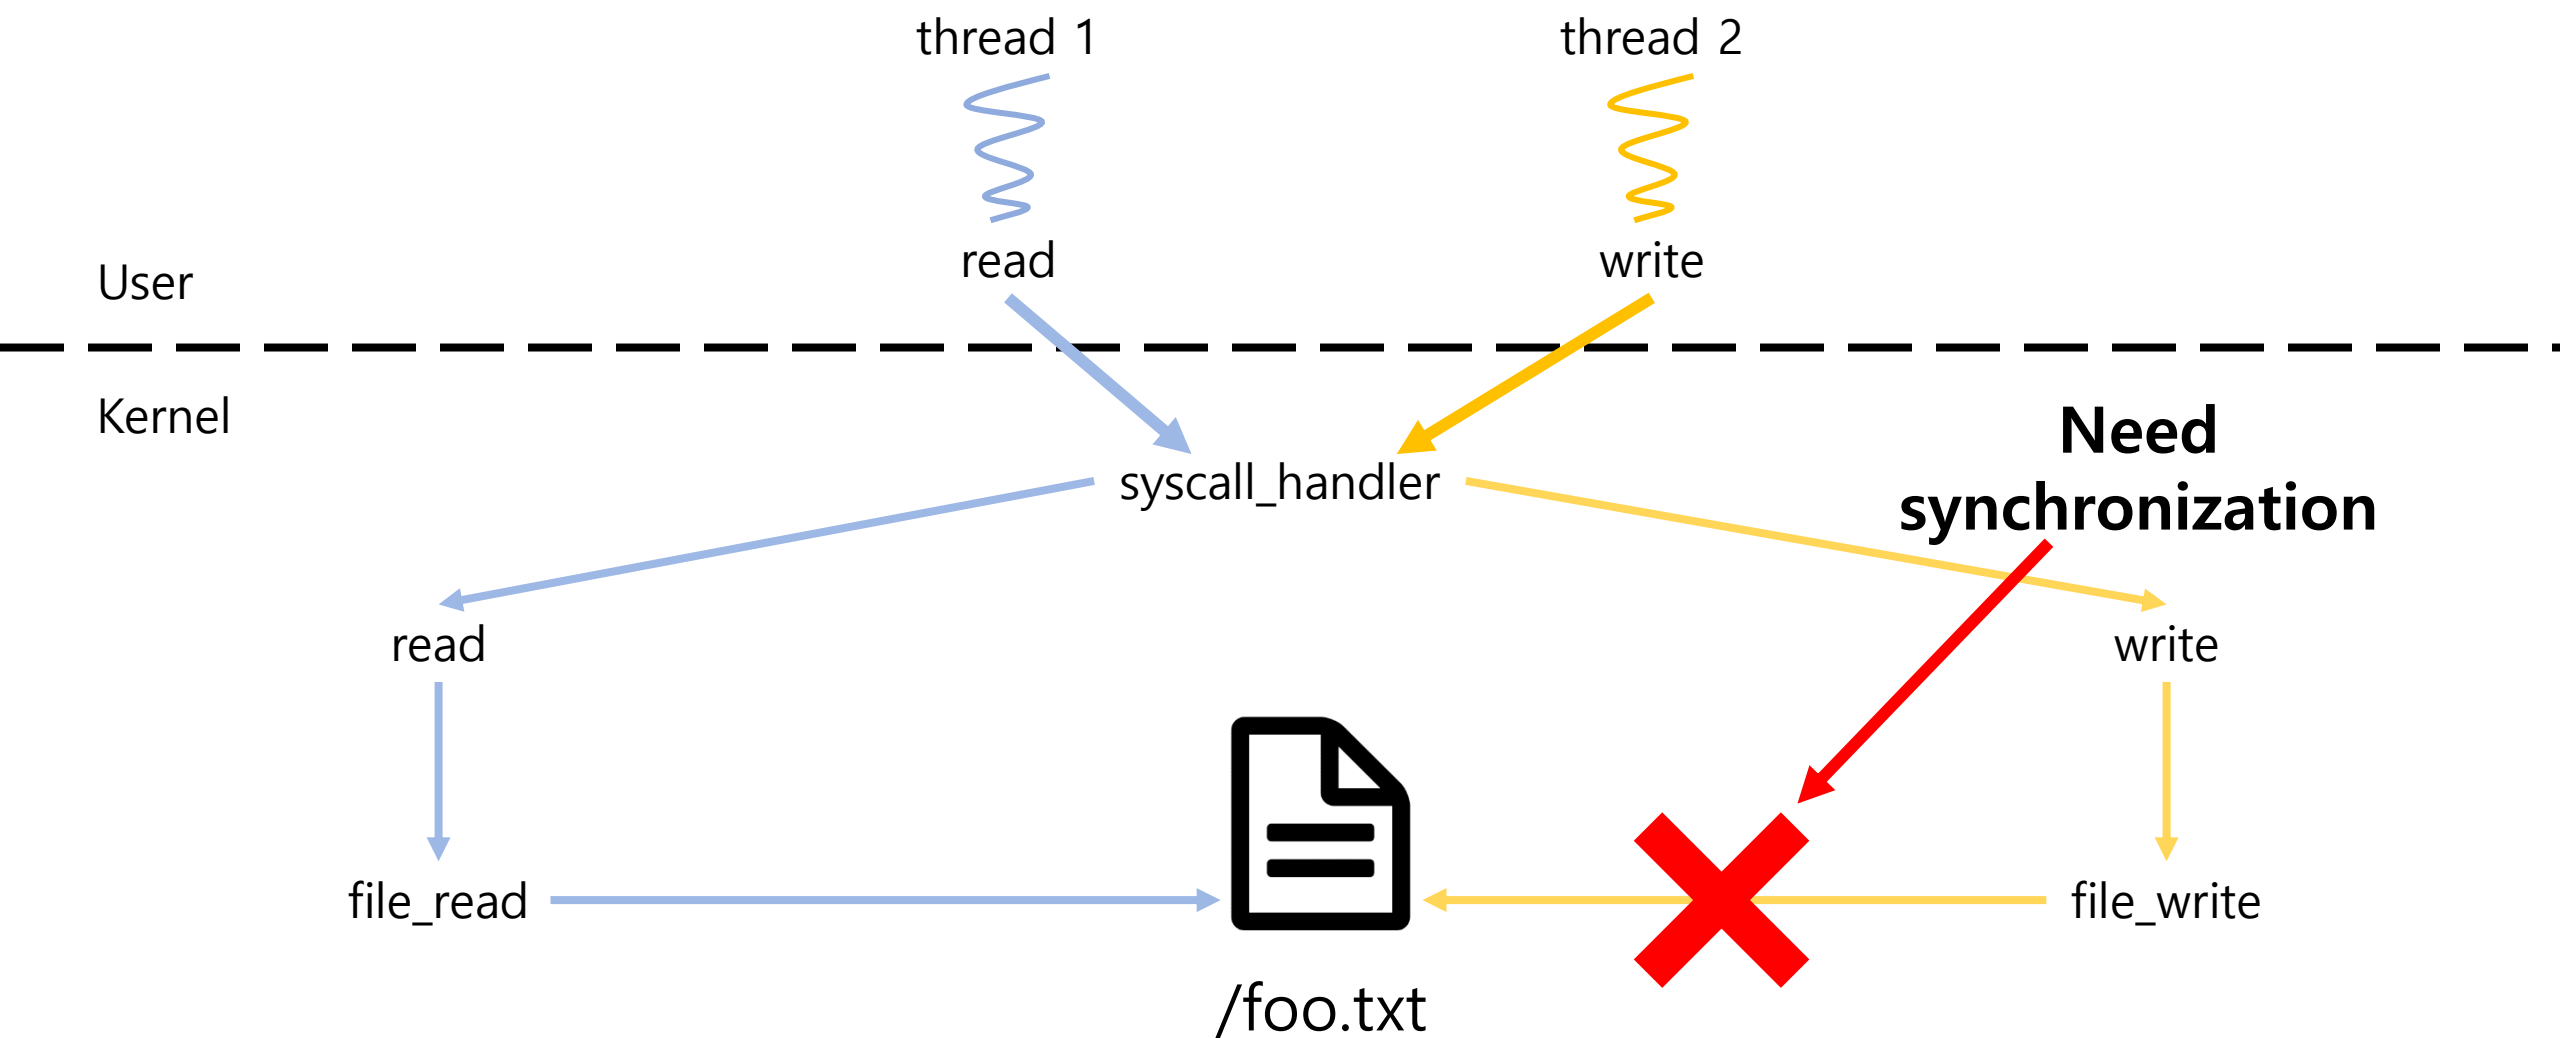 thread 1
thread 2
read
write
User
Kernel
Need
synchronization
syscall_handler
read
write
file_read
file_write
/foo.txt